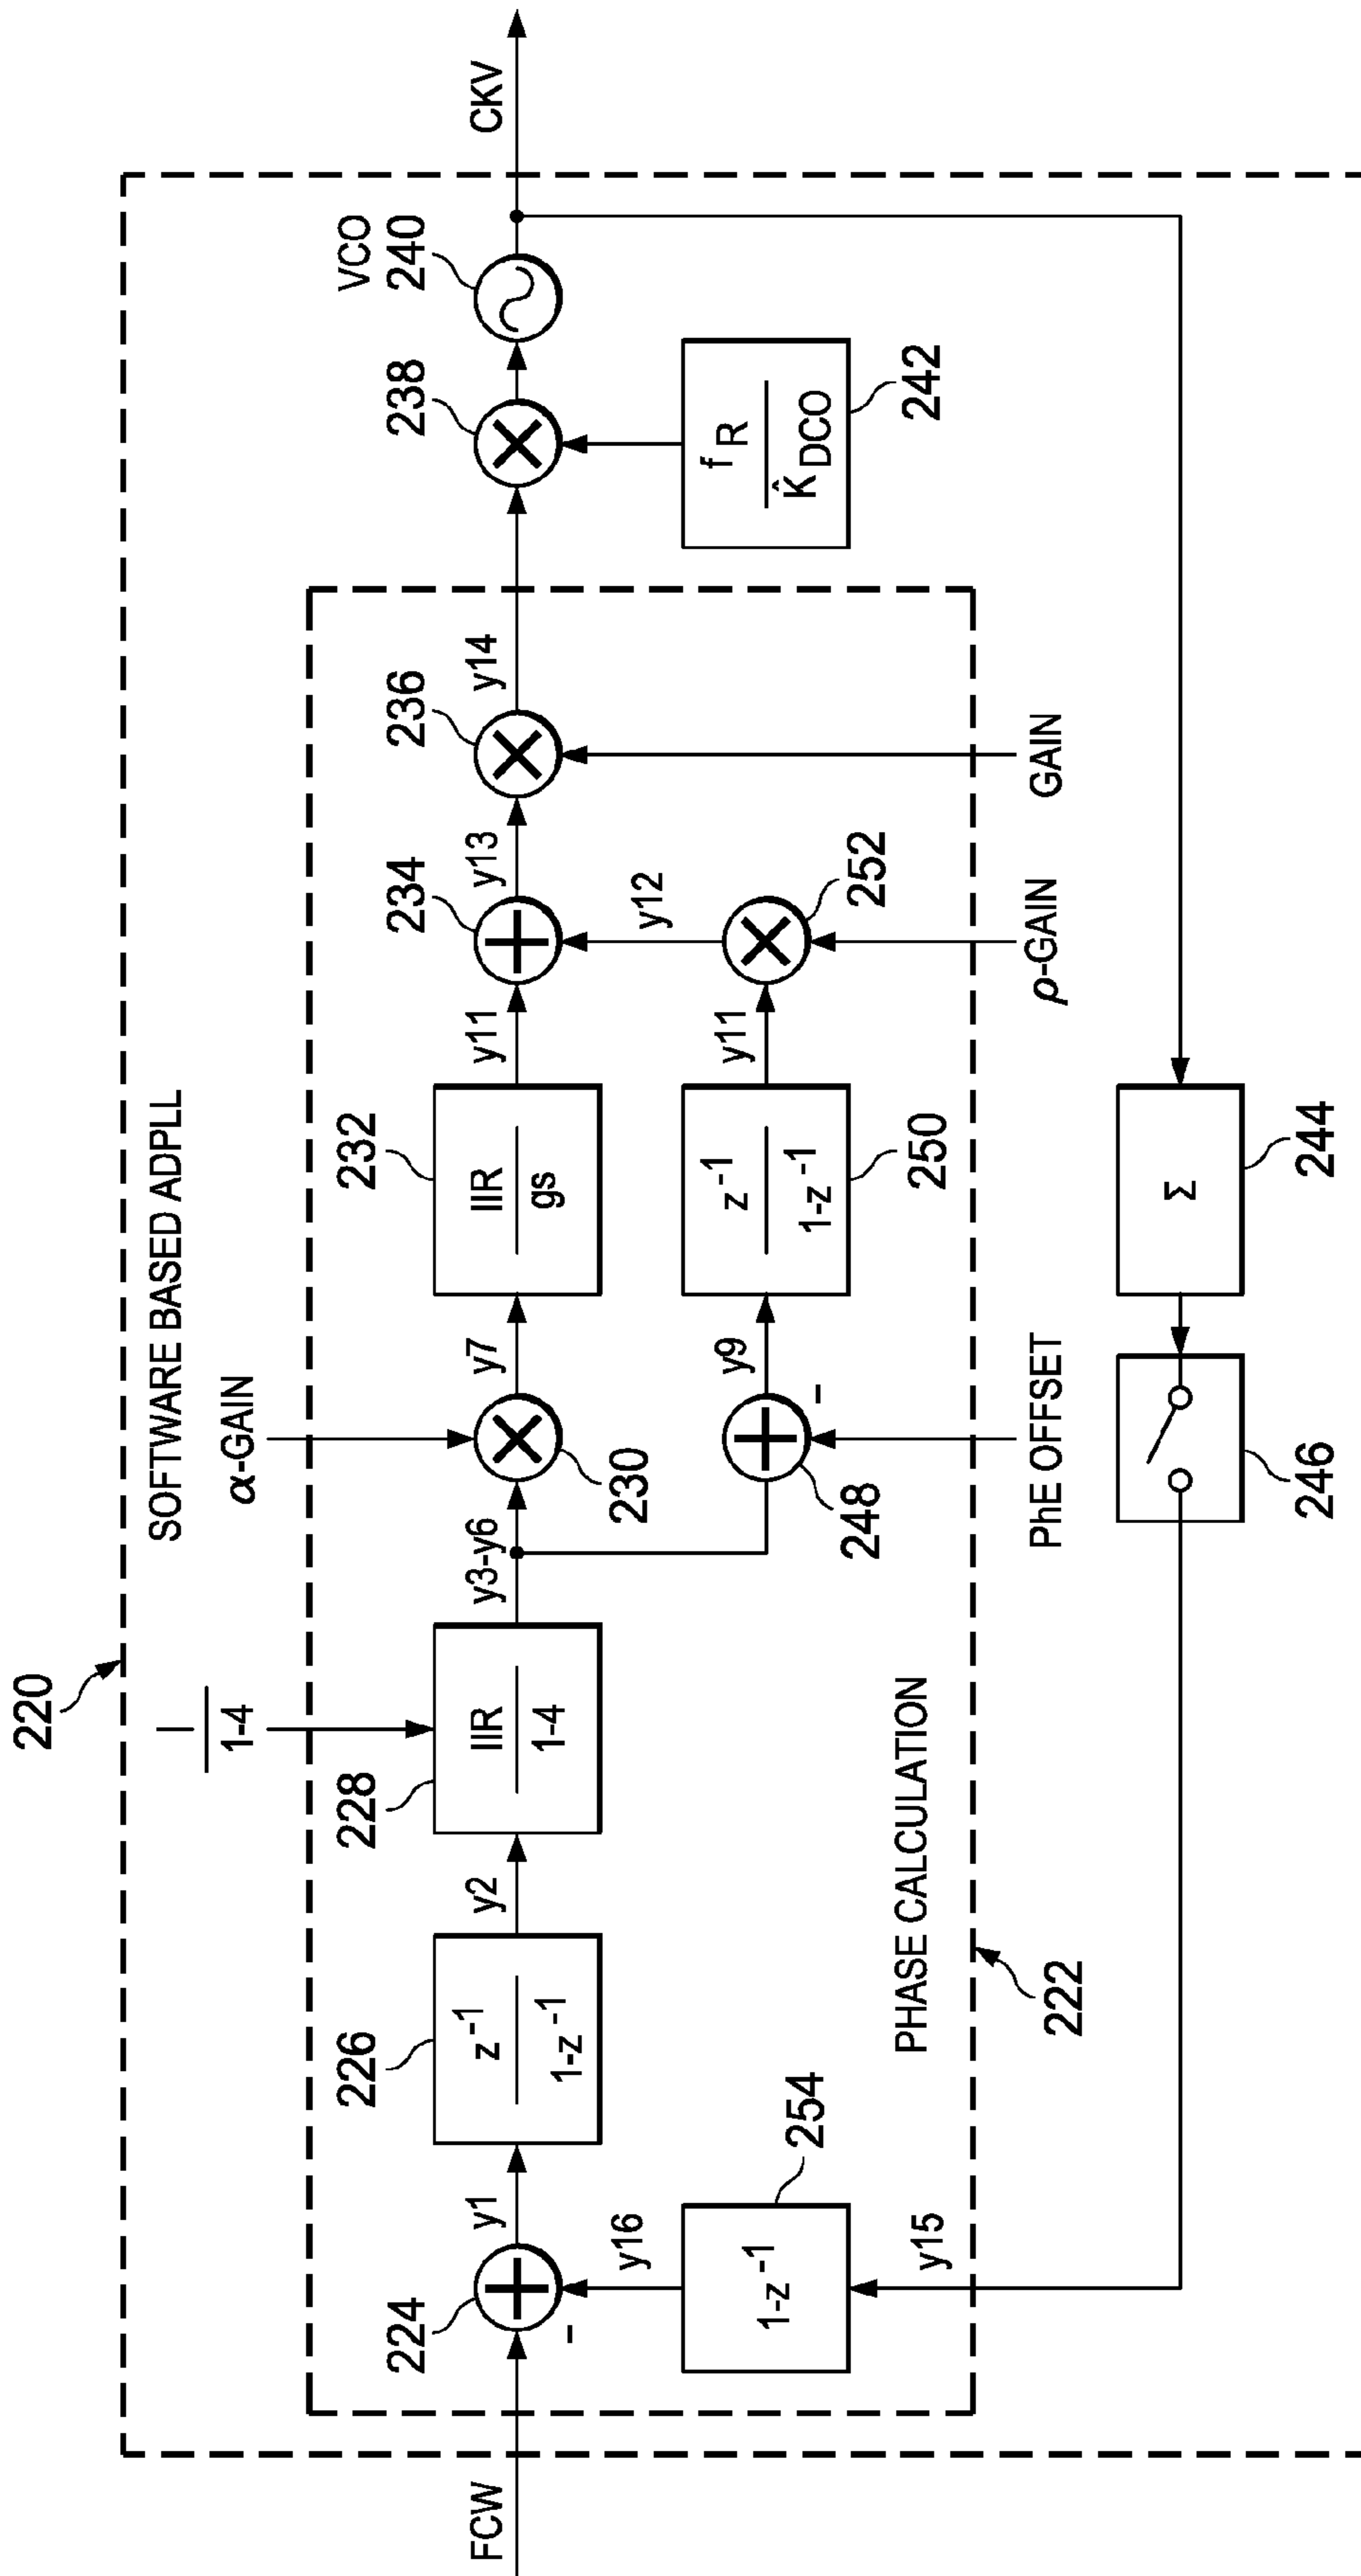 220
SOFTWARE BASED ADPLL
1-4
α-GAIN
FCW
224
y1
226
z⁻¹
1-z⁻¹
y2
228
IIR
1-4
y3-y6
230
y7
232
IIR
gs
y11
234
y13
236
y14
238
VCO
240
CKV
y16
254
1-z⁻¹
y15
248
-
-
y9
250
z⁻¹
1-z⁻¹
y11
y12
252
242
f R
K̂ DCO
PHASE CALCULATION
222
PhE OFFSET
ρ-GAIN
GAIN
246
244
Σ